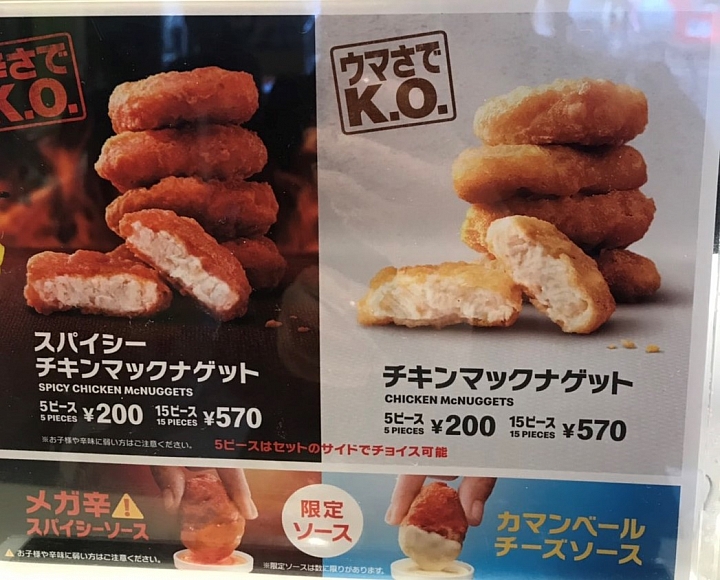 辛さで
K.O.
ウマさで
K.O.
スパイシー
チキンマックナゲット
SPICY CHICKEN McNUGGETS
5ピース ¥200 15ピース ¥570
5 PIECES 15 PIECES
※お子様や辛味に弱い方はご注意ください。
チキンマックナゲット
CHICKEN McNUGGETS
5ピース ¥200 15ピース ¥570
5 PIECES 15 PIECES
5ピースはセットのサイドでチョイス可能
メガ辛
スパイシーソース
お子様や辛味に弱い方はご注意ください。
限定
ソース
※限定ソースは数に限りがあります。
カマンベール
チーズソース